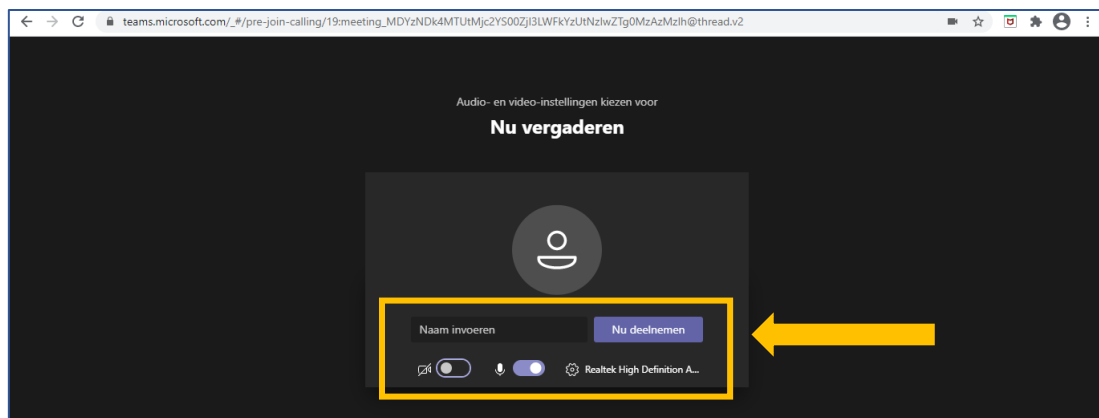 teams.microsoft.com/_#/pre-join-calling/19:meeting_MDYzNDk4MTUtMjc2YS00ZjI3LWFkYzUtNzIwZTg0MzAzMzlh@thread.v2
Audio- en video-instellingen kiezen voor
Nu vergaderen
Naam invoeren
Nu deelnemen
Realtek High Definition A...